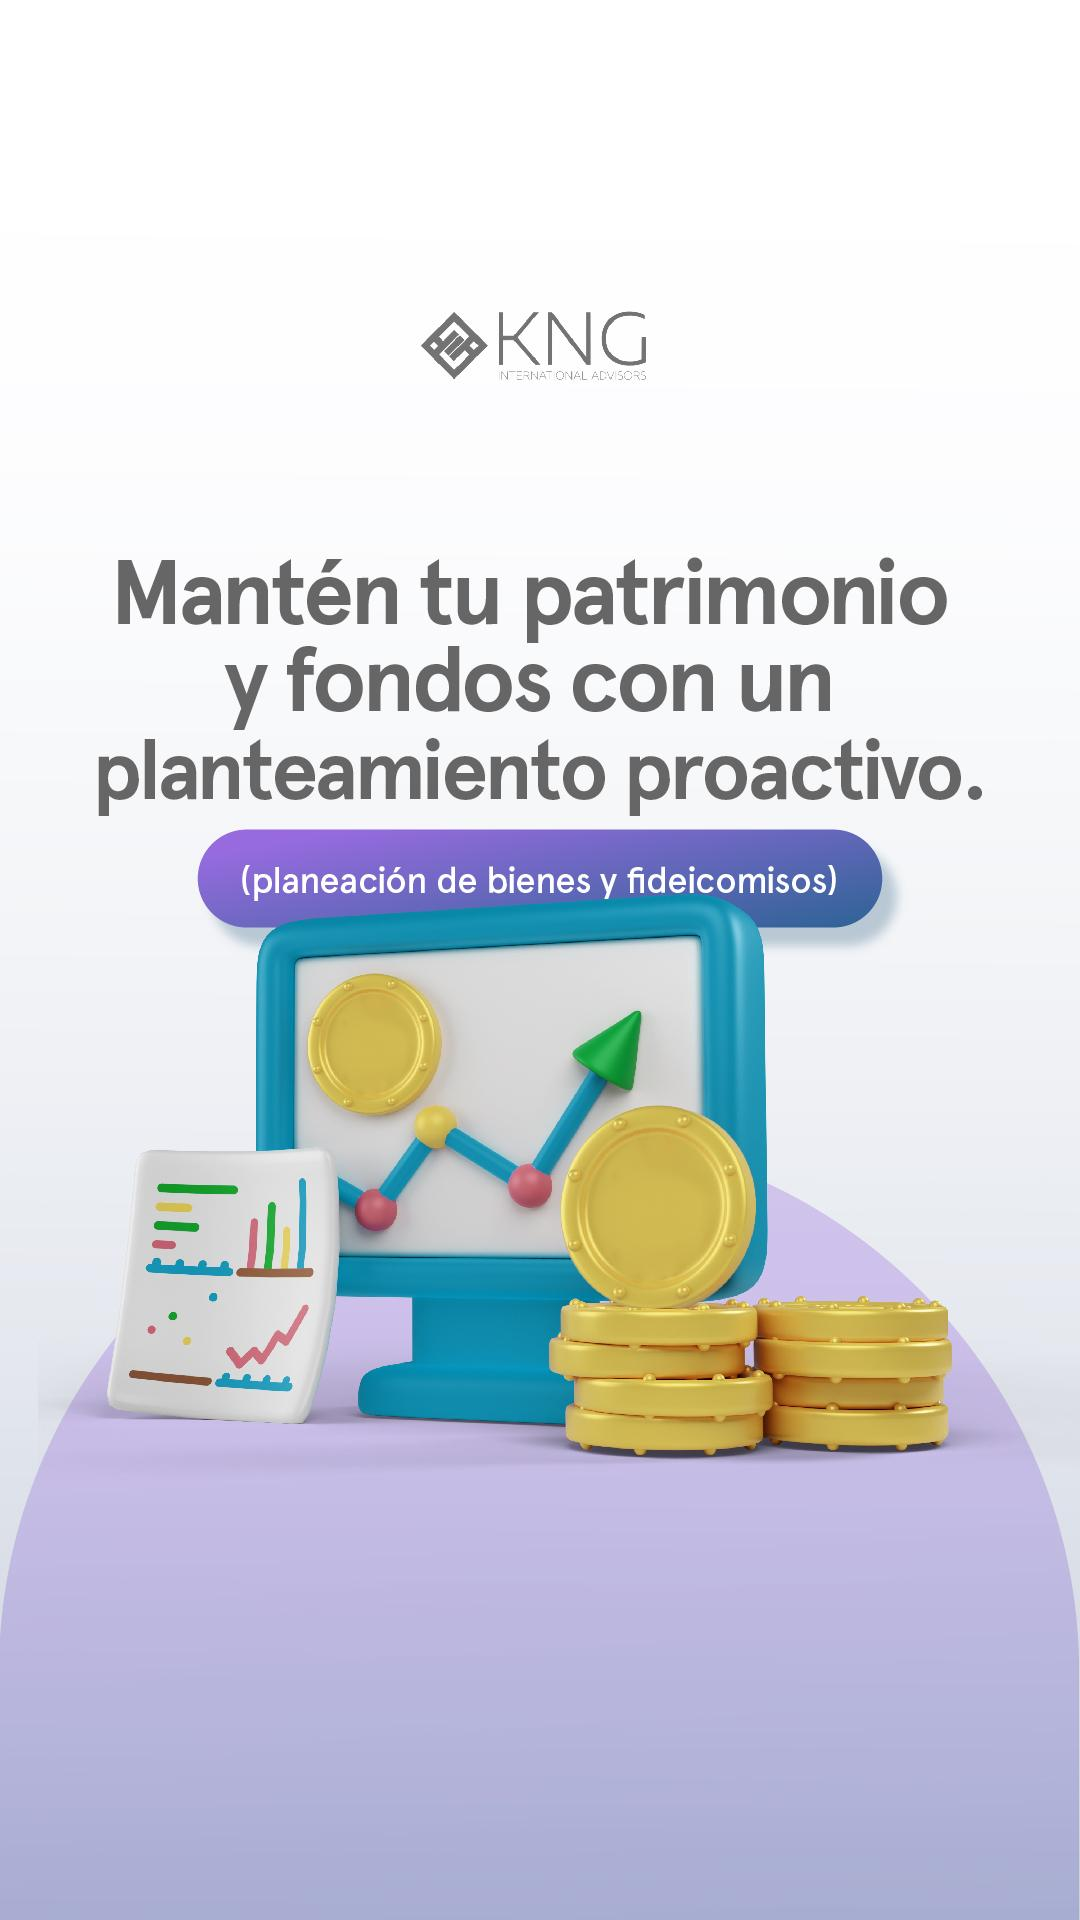 KNG
INTERNATIONAL ADVISORS
Mantén tu patrimonio
y fondos con un
planteamiento proactivo.
(planeación de bienes y fideicomisos)